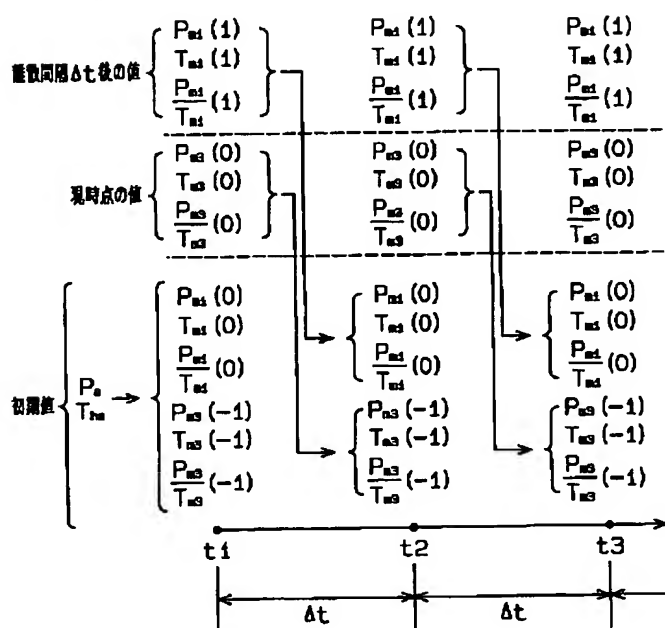 離散間隔Δt後の値
Pm1(1) Pm1(1) Pm1(1)
Tm1(1) Tm1(1) Tm1(1)
Pm1/Tm1(1) Pm1/Tm1(1) Pm1/Tm1(1)
現時点の値
Pm3(0) Pm3(0) Pm3(0)
Tm3(0) Tm3(0) Tm3(0)
Pm3/Tm3(0) Pm3/Tm3(0) Pm3/Tm3(0)
初期値
Pa
Tha
Pm1(0) Pm1(0) Pm1(0)
Tm1(0) Tm1(0) Tm1(0)
Pm1/Tm1(0) Pm1/Tm1(0) Pm1/Tm1(0)
Pm3(-1) Pm3(-1) Pm3(-1)
Tm3(-1) Tm3(-1) Tm3(-1)
Pm3/Tm3(-1) Pm3/Tm3(-1) Pm3/Tm3(-1)
t1 t2 t3
Δt Δt